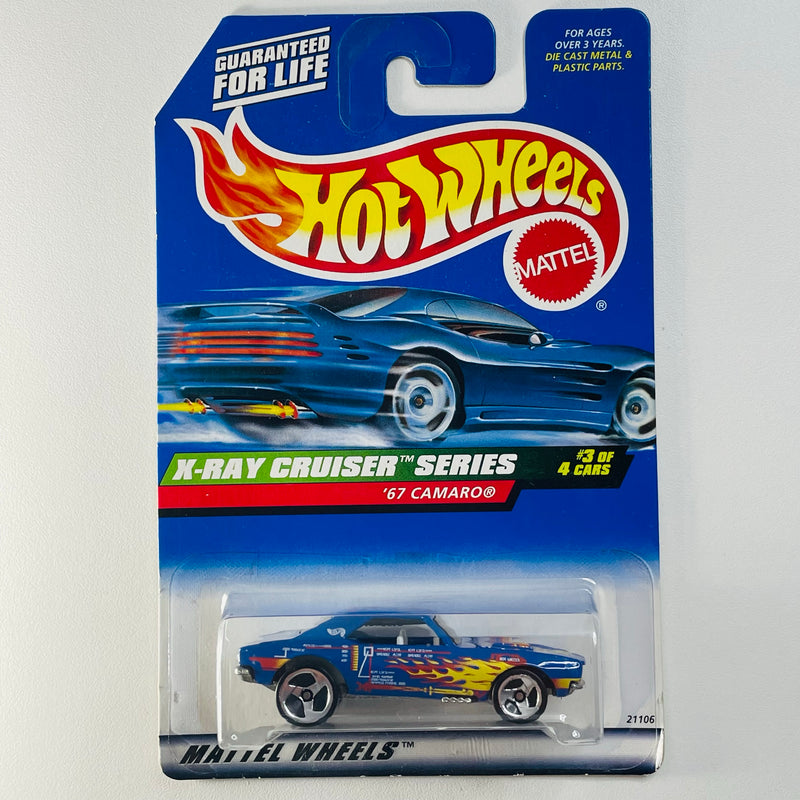 GUARANTEED
FOR LIFE
FOR AGES
OVER 3 YEARS.
DIE CAST METAL &
PLASTIC PARTS.
HOT WHEELS
MATTEL
®
X-RAY CRUISER™ SERIES
#3 OF
4 CARS
'67 CAMARO®
21106
MATTEL WHEELS™